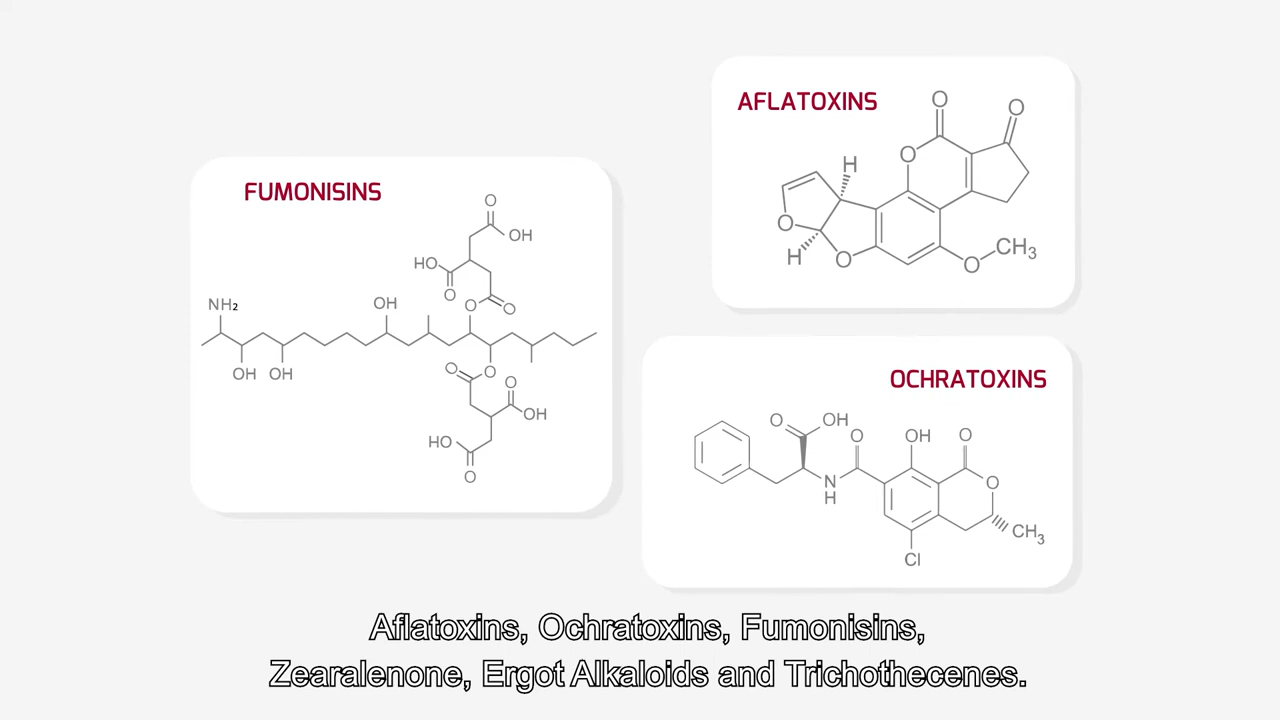 AFLATOXINS
O
O
O
H
O
H
O
O
CH3
FUMONISINS
O
OH
HO
O
O
O
NH2
OH
OH
OH
O
O
O
OH
HO
O
OCHRATOXINS
O
OH
O
OH
O
O
N
H
CH3
Cl
Aflatoxins, Ochratoxins, Fumonisins,
Zearalenone, Ergot Alkaloids and Trichothecenes.